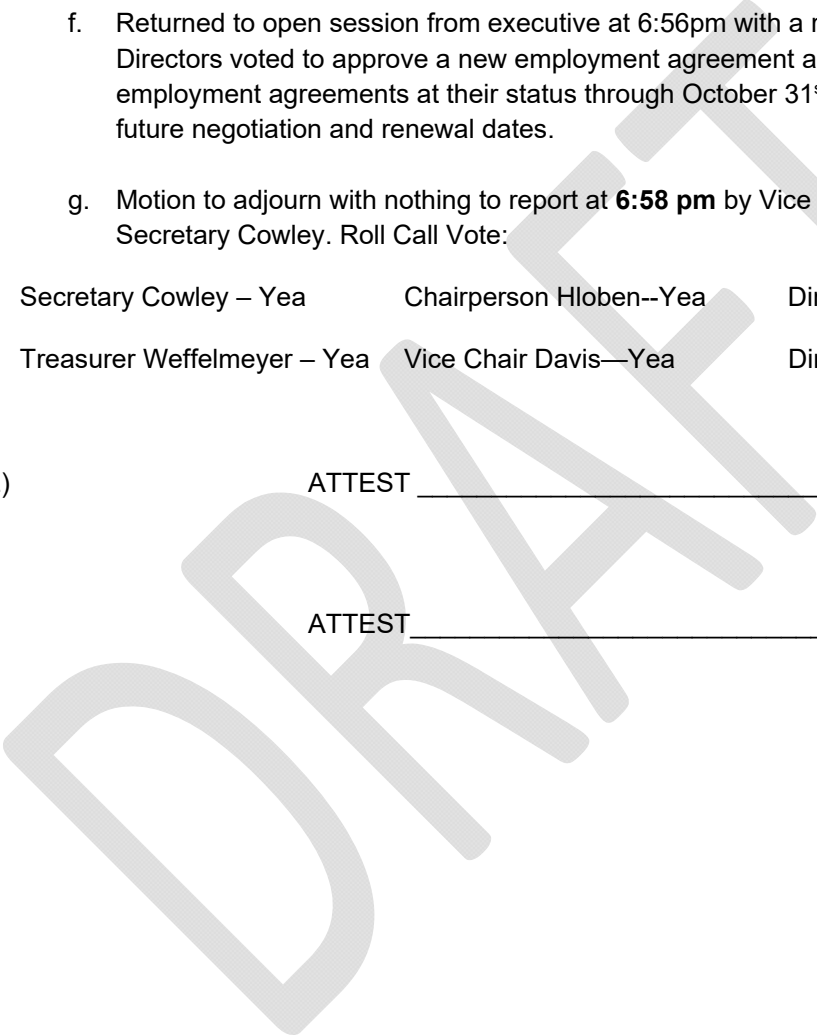 f. Returned to open session from executive at 6:56pm with a
Directors voted to approve a new employment agreement
employment agreements at their status through October 31
future negotiation and renewal dates.
g. Motion to adjourn with nothing to report at 6:58 pm by Vice
Secretary Cowley. Roll Call Vote:
Secretary Cowley – Yea Chairperson Hloben--Yea
Treasurer Weffelmeyer – Yea Vice Chair Davis—Yea
) ATTEST ____________________________
ATTEST____________________________
DRAFT